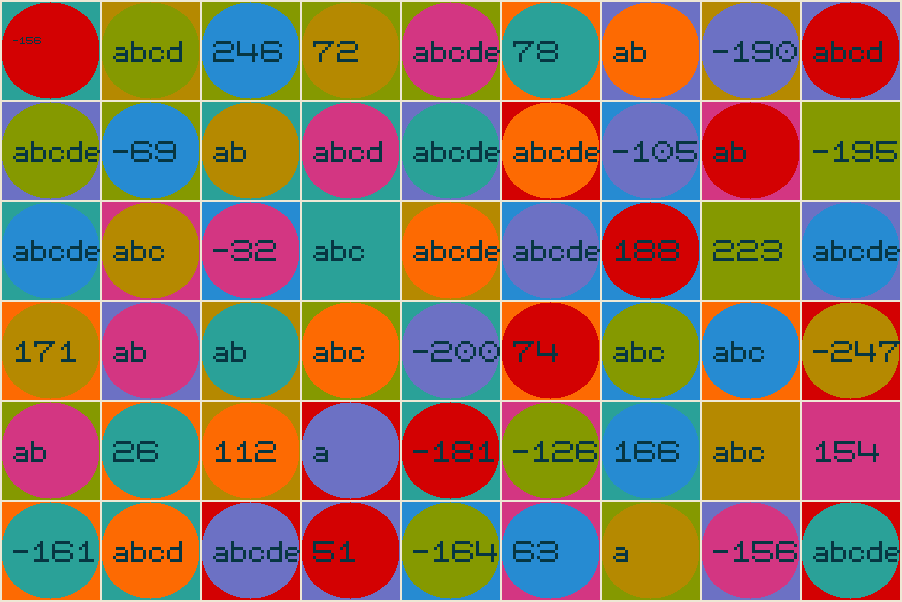 -168 abcd 246 72 abcde 78 ab -190 abcd
abcde -69 ab abcd abcde abcde -105 ab -195
abcde abc -32 abc abcde abcde 188 223 abcde
171 ab ab abc -200 74 abc abc -247
ab 26 112 a -181 -126 166 abc 154
-161 abcd abcde 51 -164 63 a -156 abcde